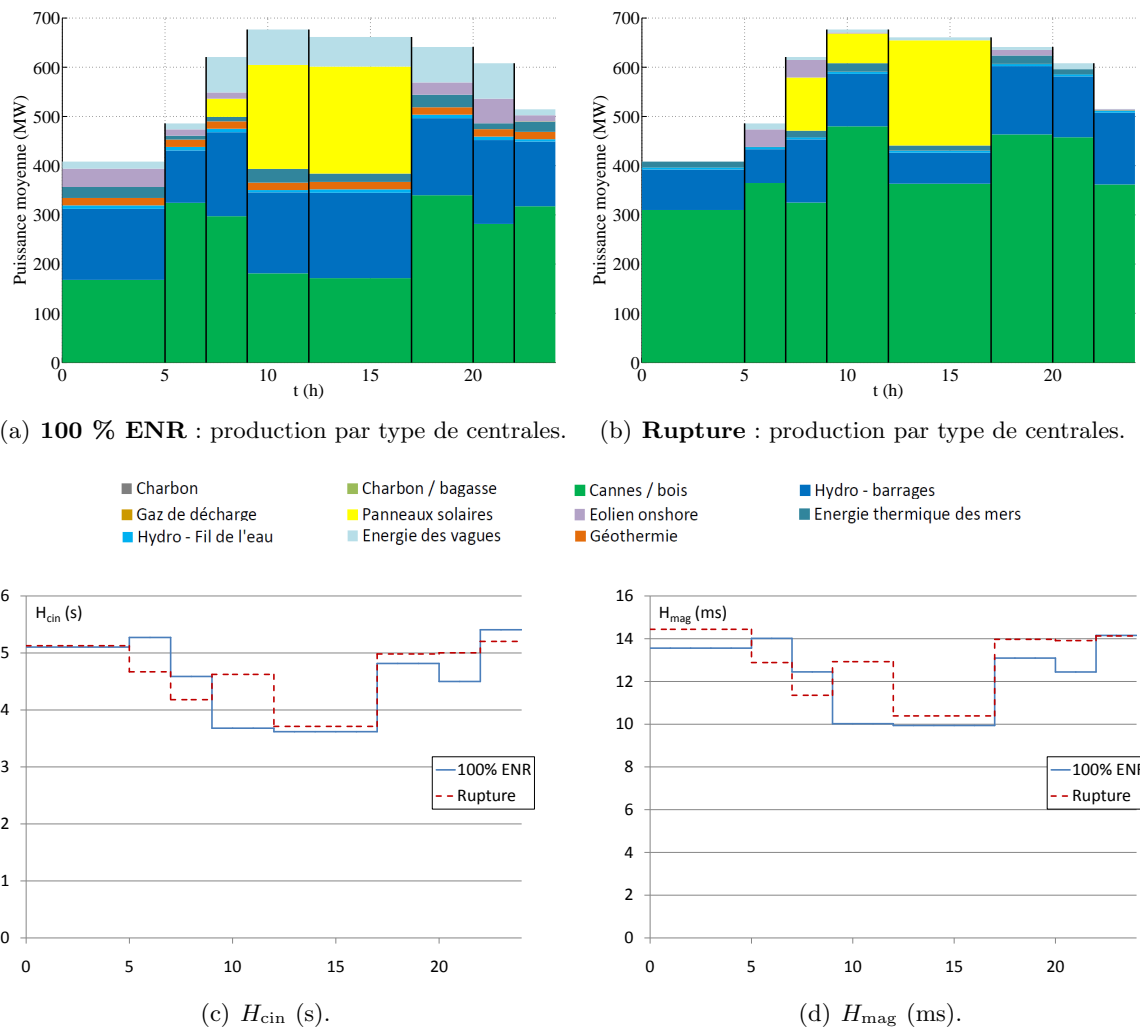 700
600
500
400
300
200
100
0
Puissance moyenne (MW)
0 5 10 15 20
t (h)
700
600
500
400
300
200
100
0
Puissance moyenne (MW)
0 5 10 15 20
t (h)
(a) 100 % ENR : production par type de centrales.
(b) Rupture : production par type de centrales.
Charbon
Charbon / bagasse
Cannes / bois
Hydro - barrages
Gaz de décharge
Panneaux solaires
Eolien onshore
Energie thermique des mers
Hydro - Fil de l'eau
Energie des vagues
Géothermie
6
5
4
3
2
1
0
H_cin (s)
100% ENR
Rupture
0 5 10 15 20
16
14
12
10
8
6
4
2
0
H_mag (ms)
100% ENR
Rupture
0 5 10 15 20
(c) H_cin (s).
(d) H_mag (ms).